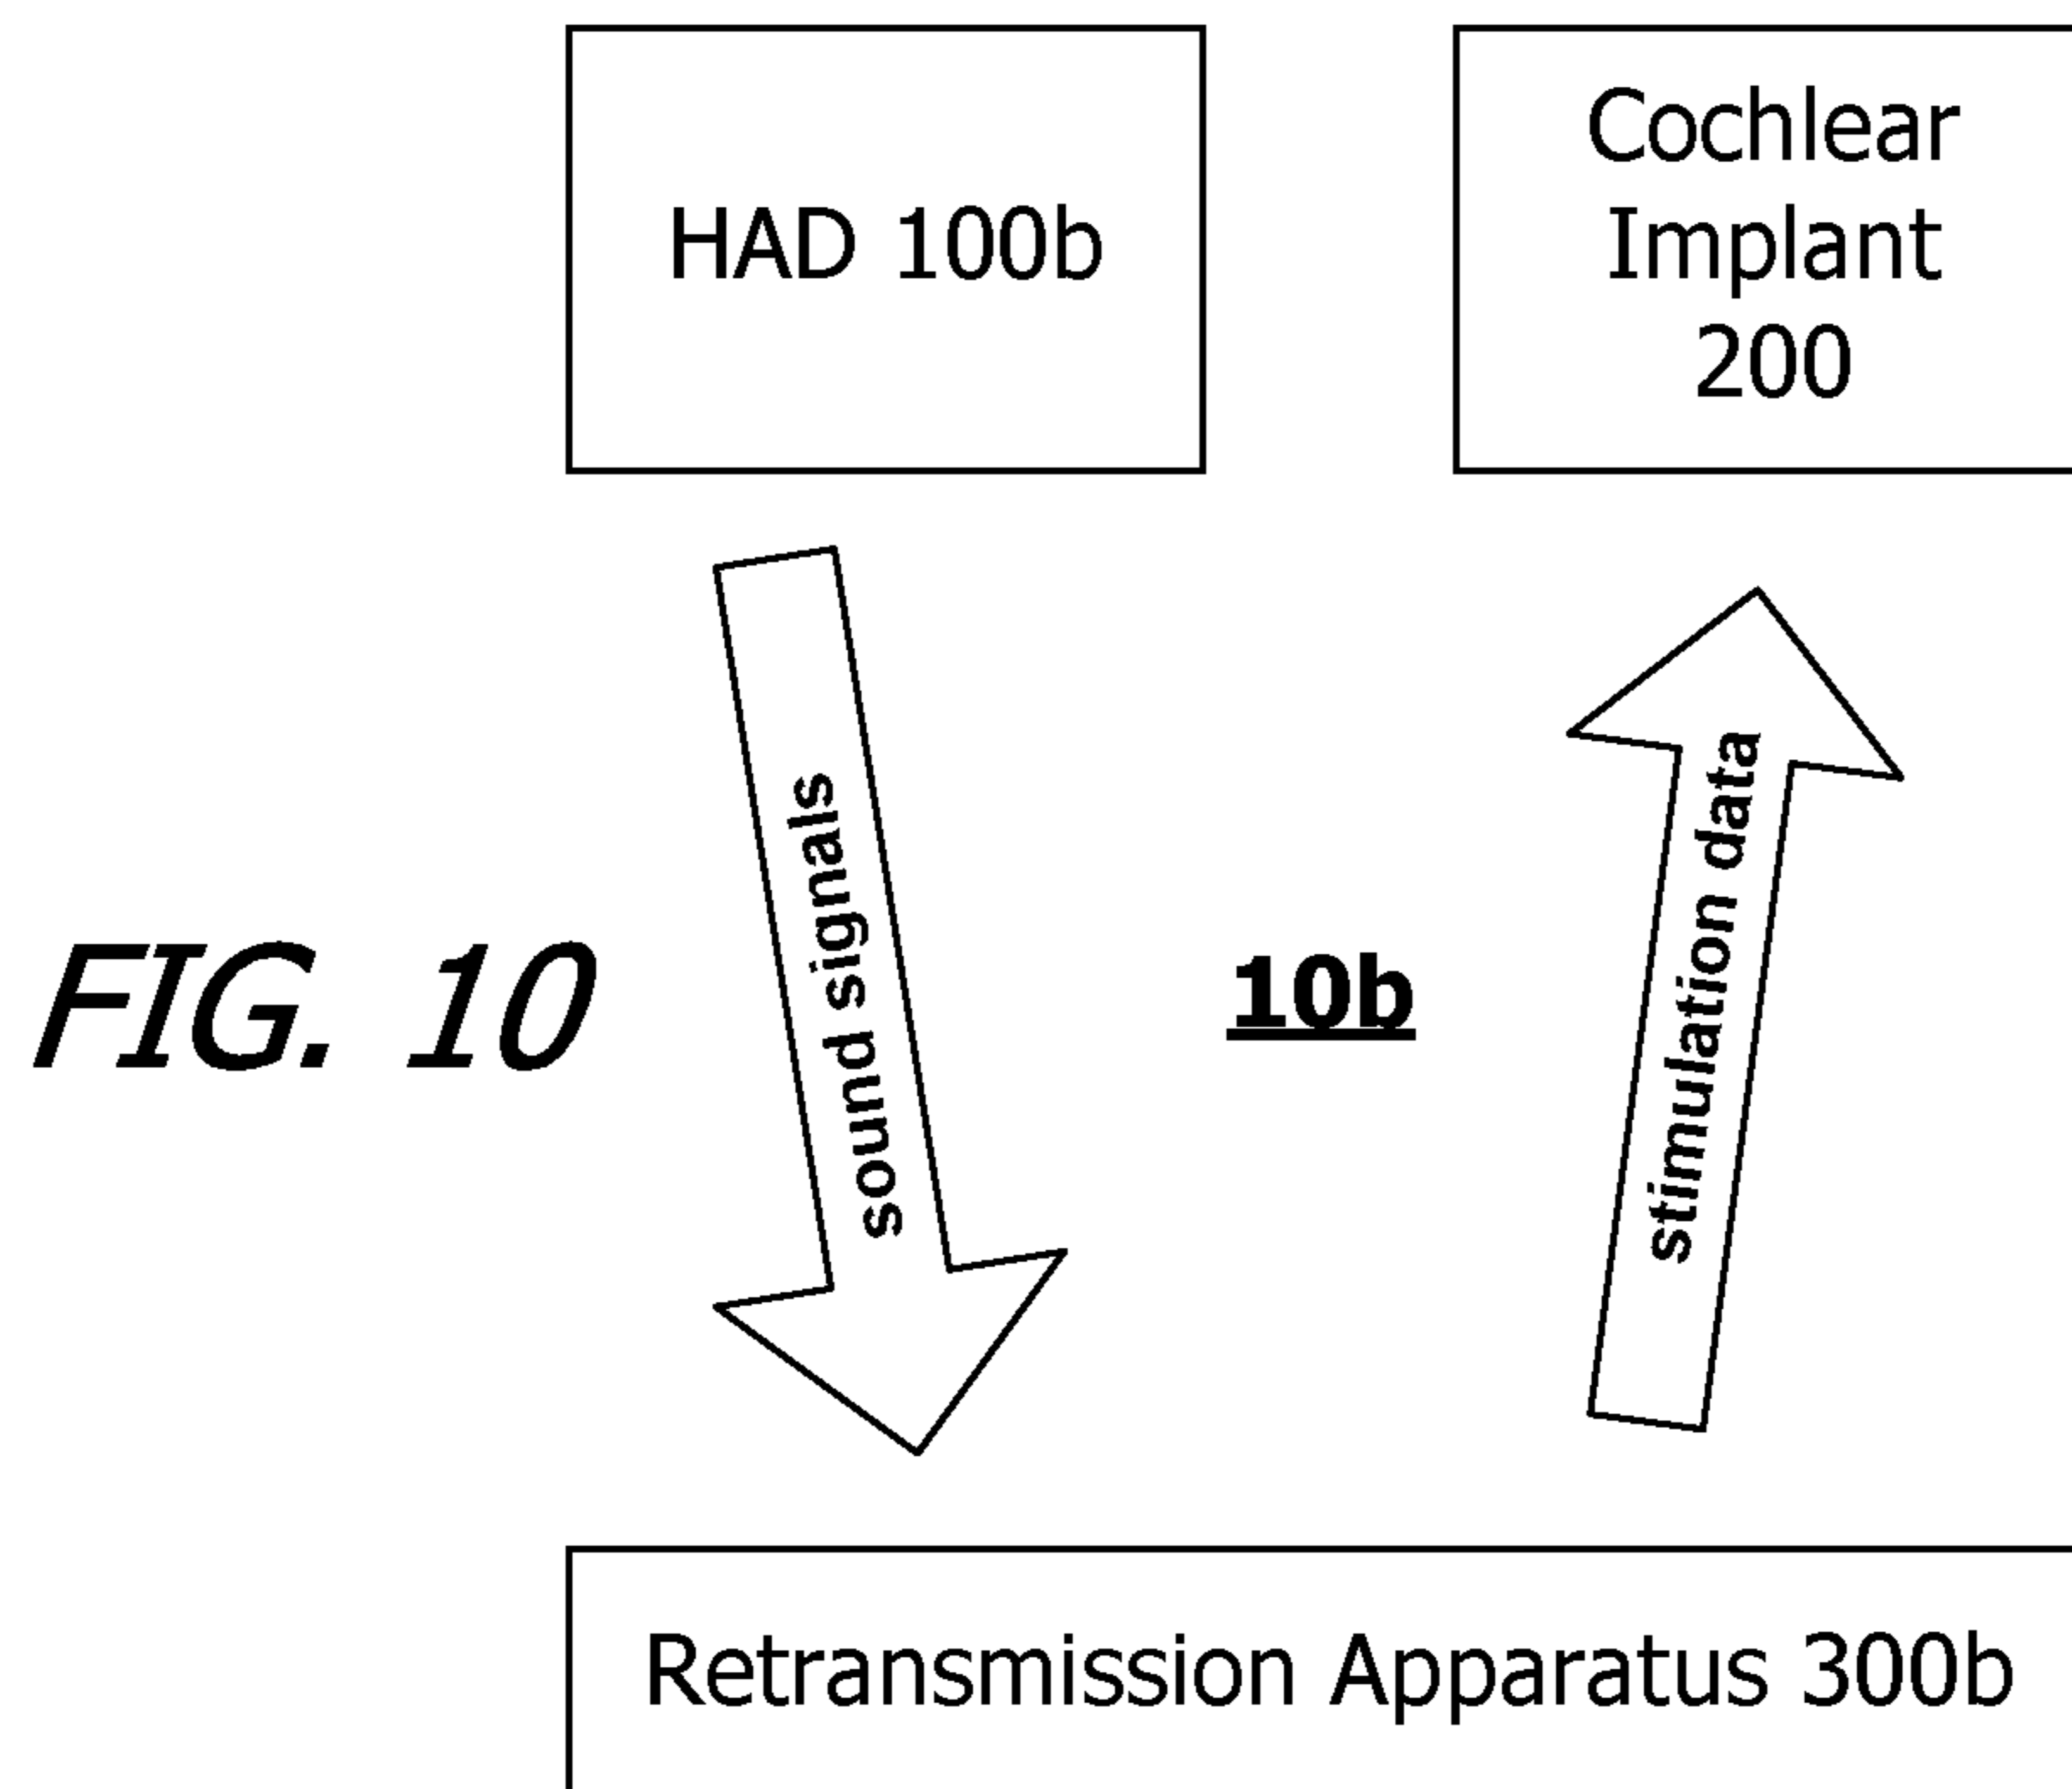 HAD 100b
Cochlear
Implant
200
sound signals
stimulation data
FIG. 10
10b
Retransmission Apparatus 300b